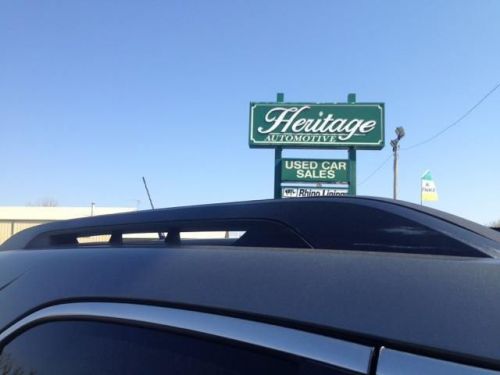 Heritage
AUTOMOTIVE
USED CAR
SALES
Rhino Linings